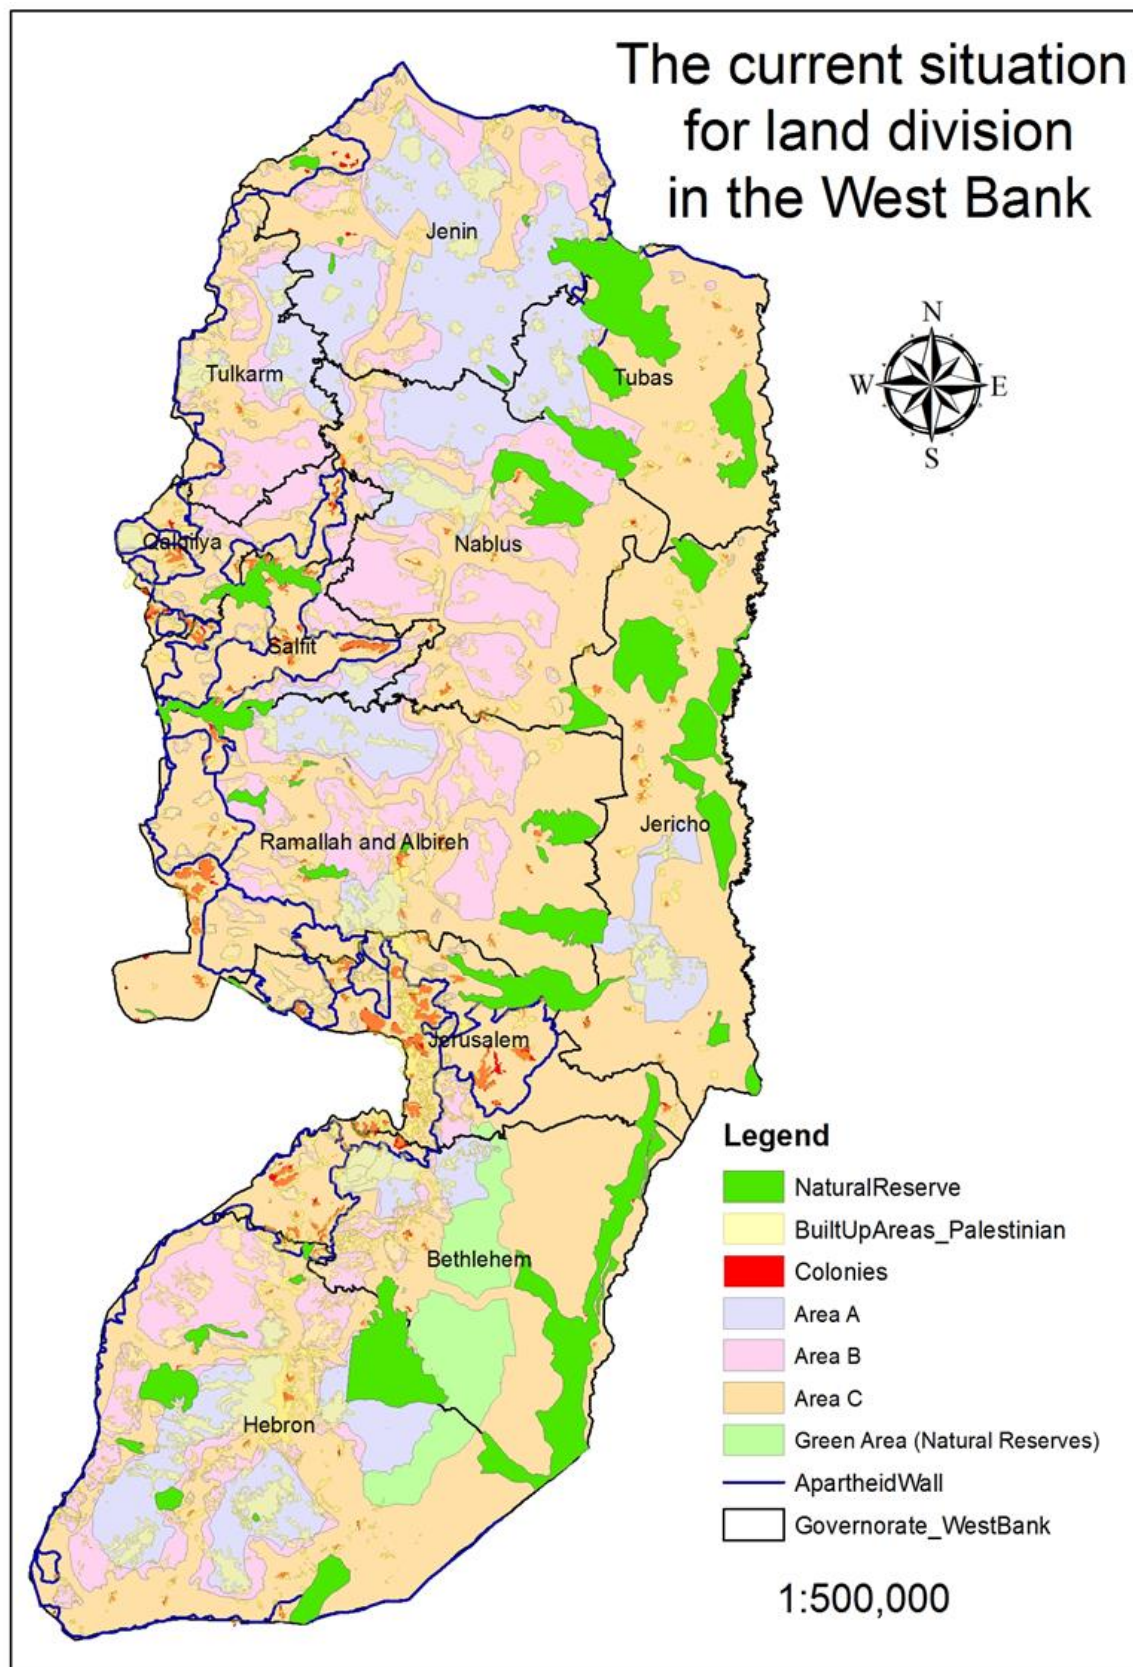 The current situation
for land division
in the West Bank
Jenin
N
W
E
S
Tulkarm
Tubas
Qalqilya
Nablus
Salfit
Jericho
Ramallah and Albireh
Jerusalem
Legend
NaturalReserve
BuiltUpAreas_Palestinian
Colonies
Area A
Area B
Area C
Green Area (Natural Reserves)
ApartheidWall
Governorate_WestBank
Bethlehem
Hebron
1:500,000